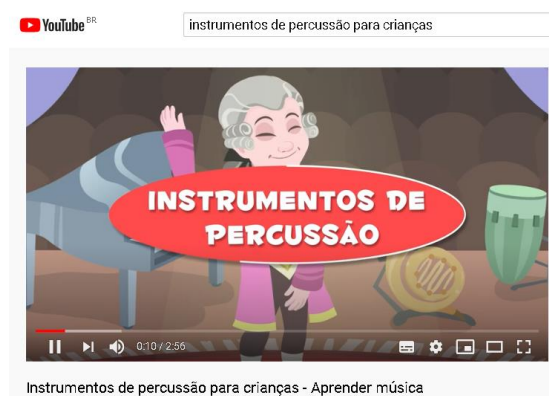 YouTube BR
instrumentos de percussão para crianças
INSTRUMENTOS DE
PERCUSSÃO
0:10 / 2:56
Instrumentos de percussão para crianças - Aprender música